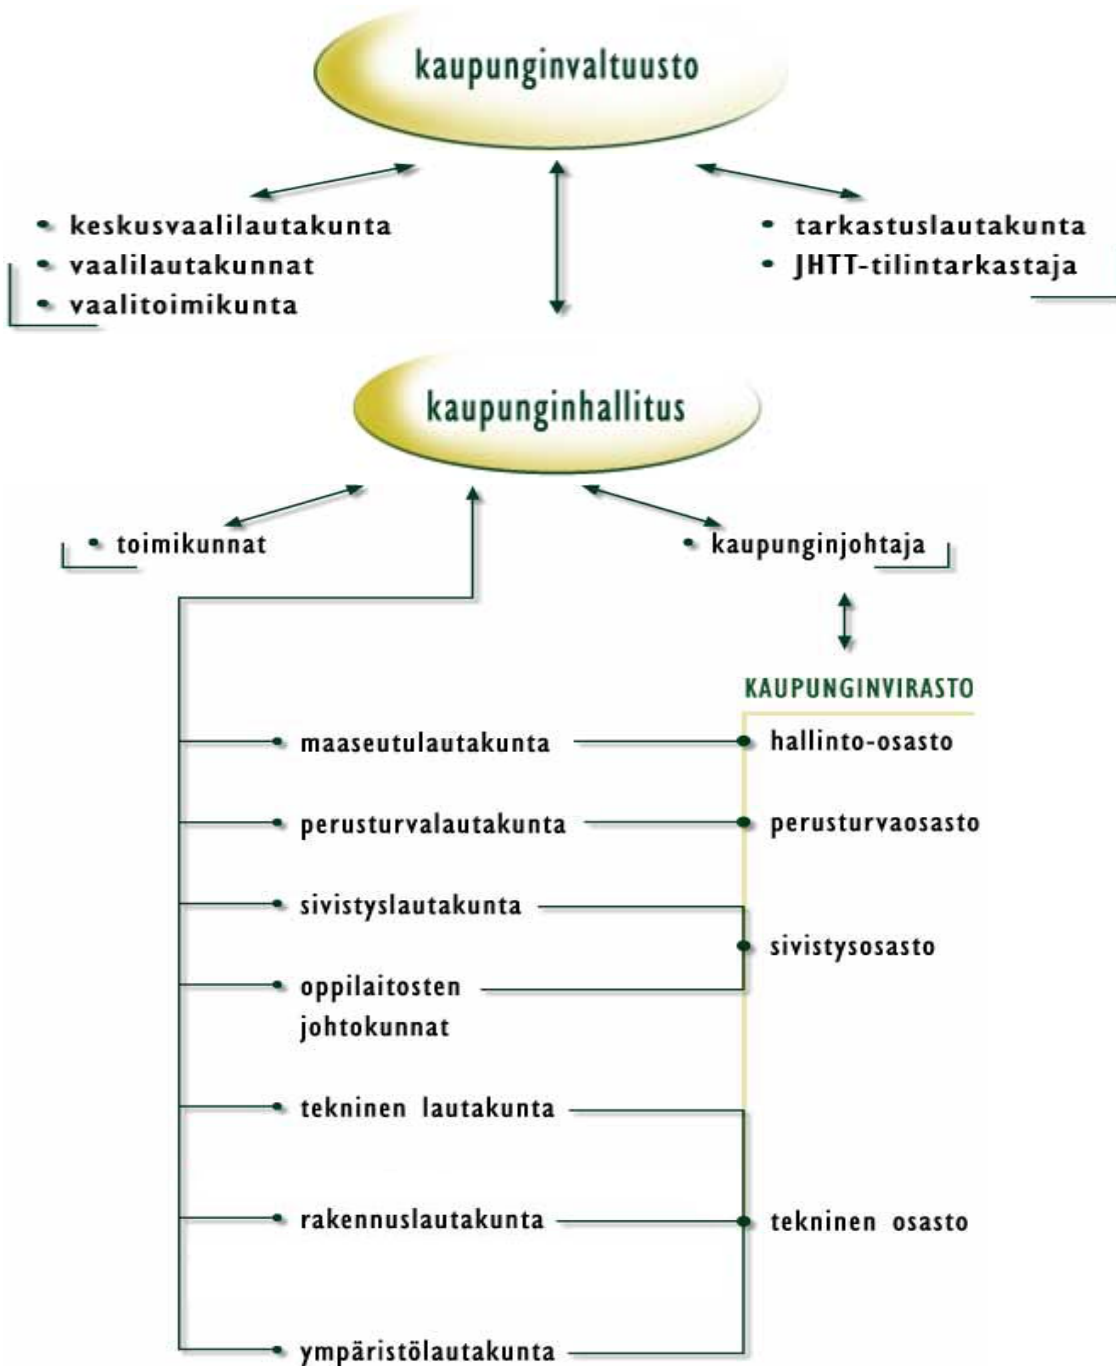 kaupunginvaltuusto
keskusvaalilautakunta
vaalilautakunnat
vaalitoimikunta
tarkastuslautakunta
JHTT-tilintarkastaja
kaupunginhallitus
toimikunnat
kaupunginjohtaja
KAUPUNGINVIRASTO
maaseutulautakunta
hallinto-osasto
perusturvalautakunta
perusturvaosasto
sivistyslautakunta
sivistysosasto
oppilaitosten
johtokunnat
tekninen lautakunta
rakennuslautakunta
tekninen osasto
ympäristölautakunta